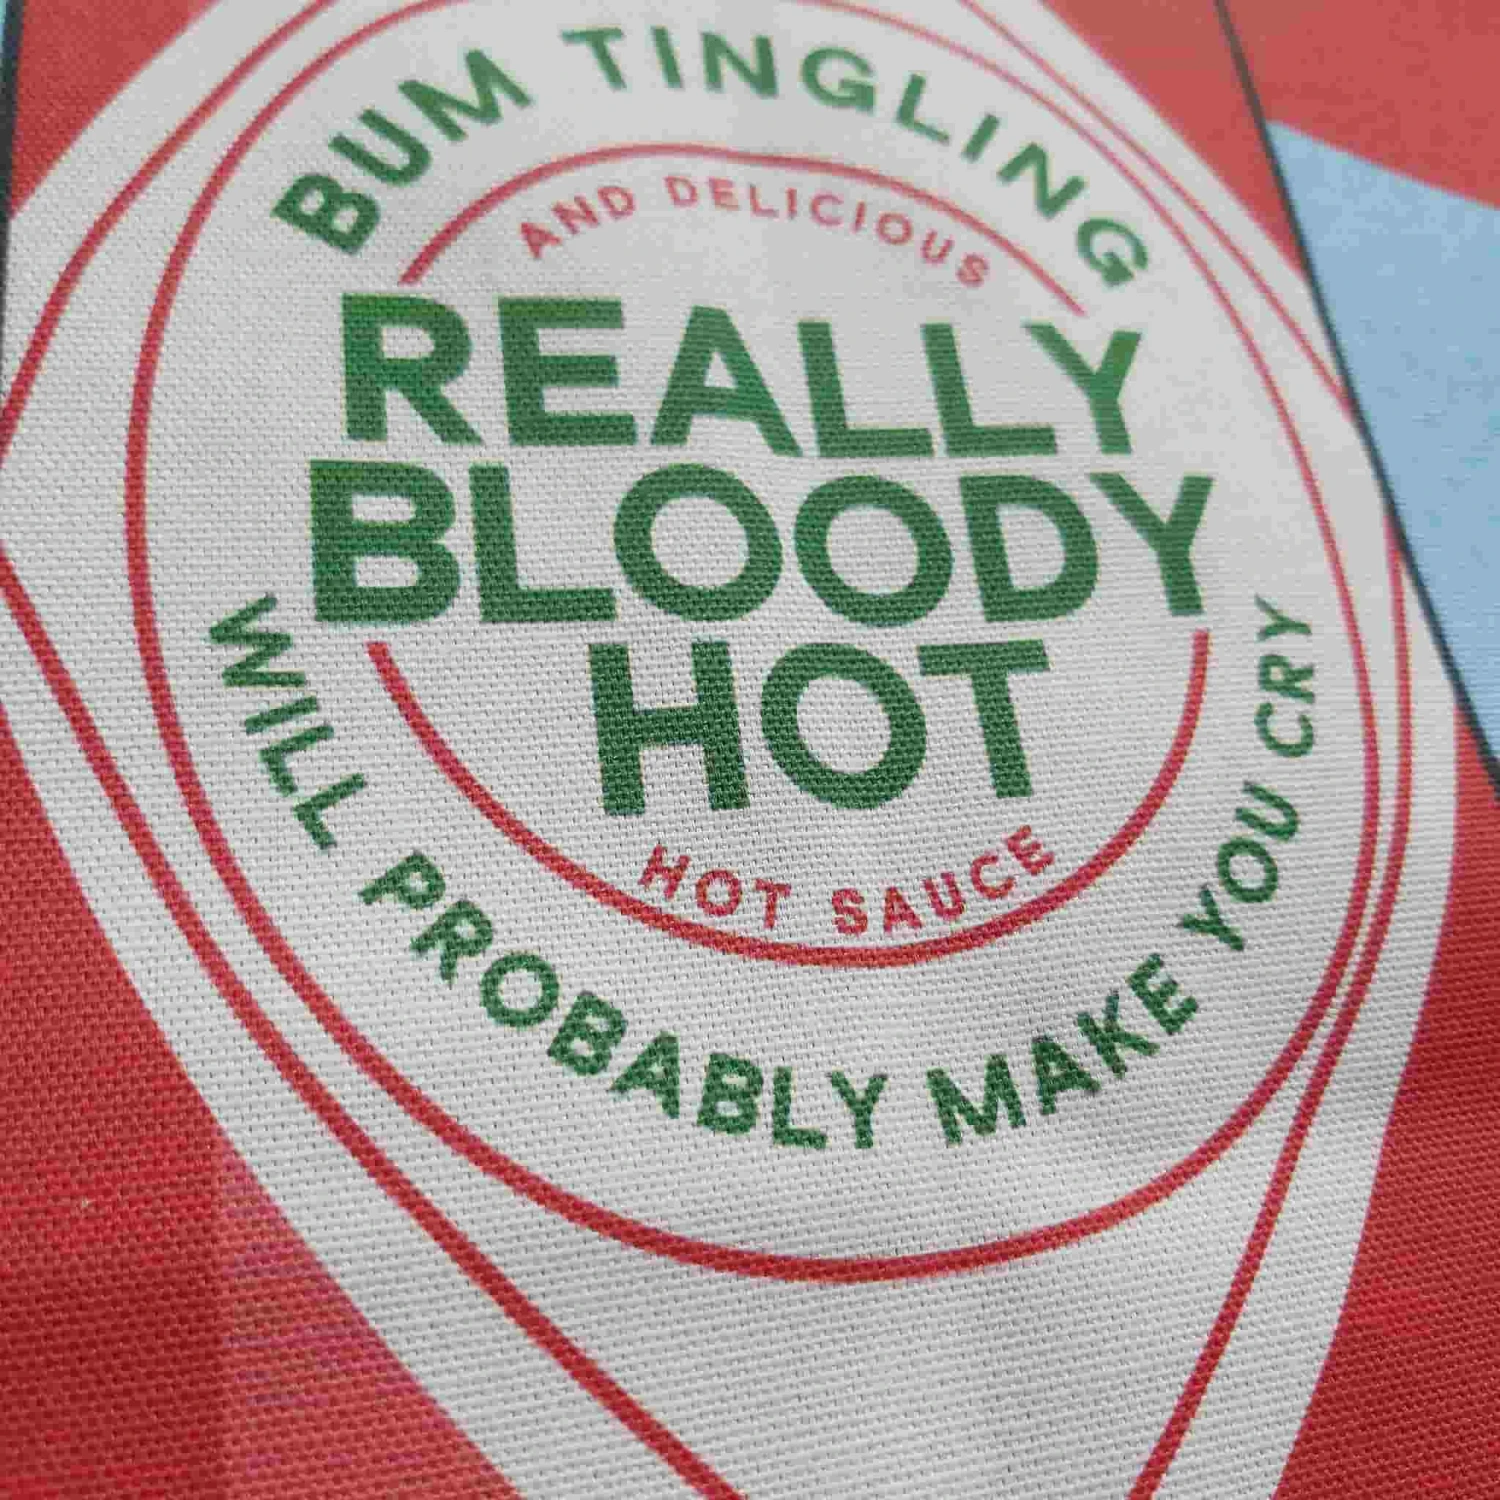 BUM TINGLING
AND DELICIOUS
REALLY
BLOODY
HOT
HOT SAUCE
WILL PROBABLY MAKE YOU CRY